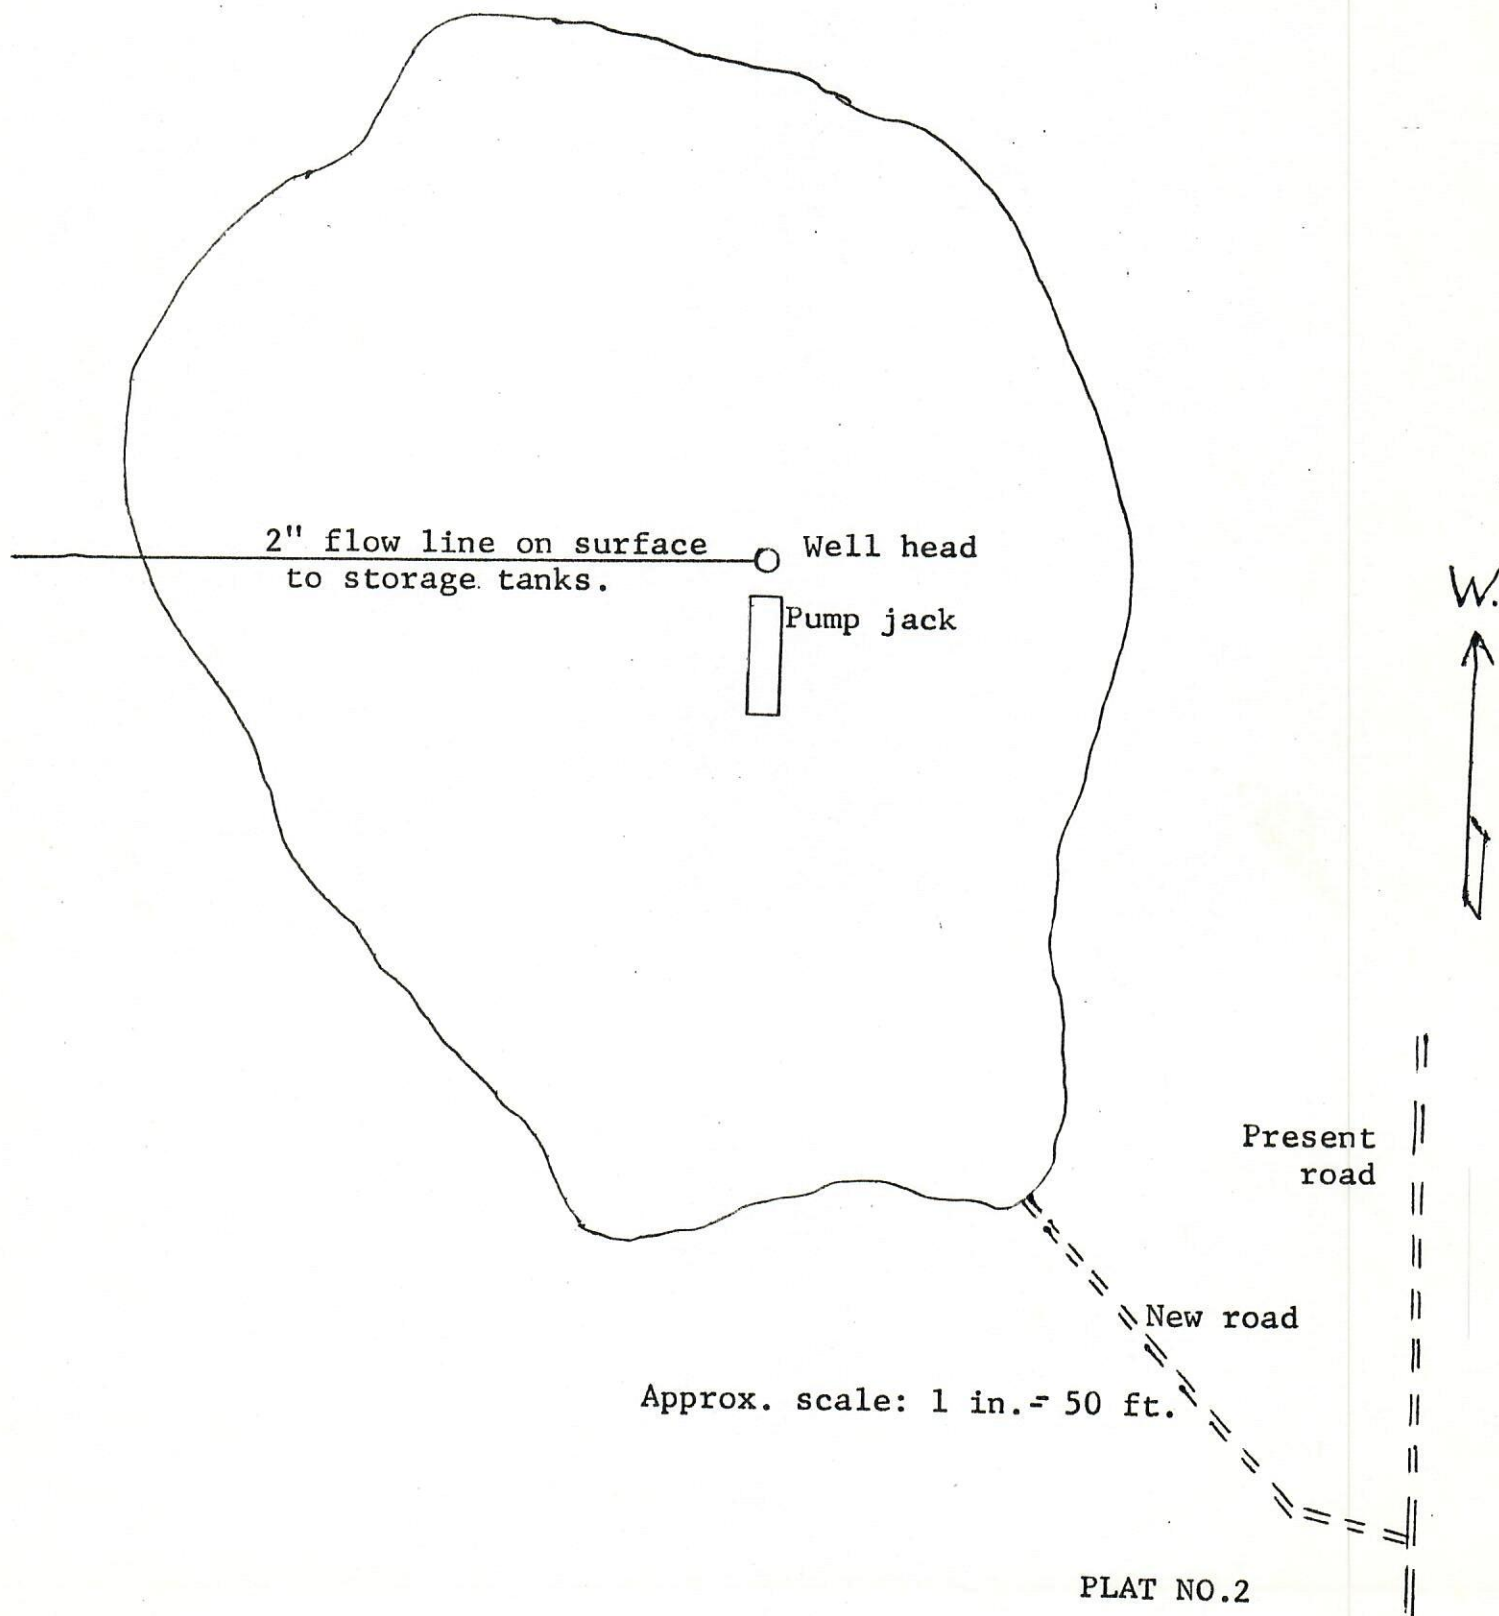 2" flow line on surface
to storage tanks.
Well head
Pump jack
W.
Present
road
New road
Approx. scale: 1 in.= 50 ft.
PLAT NO.2